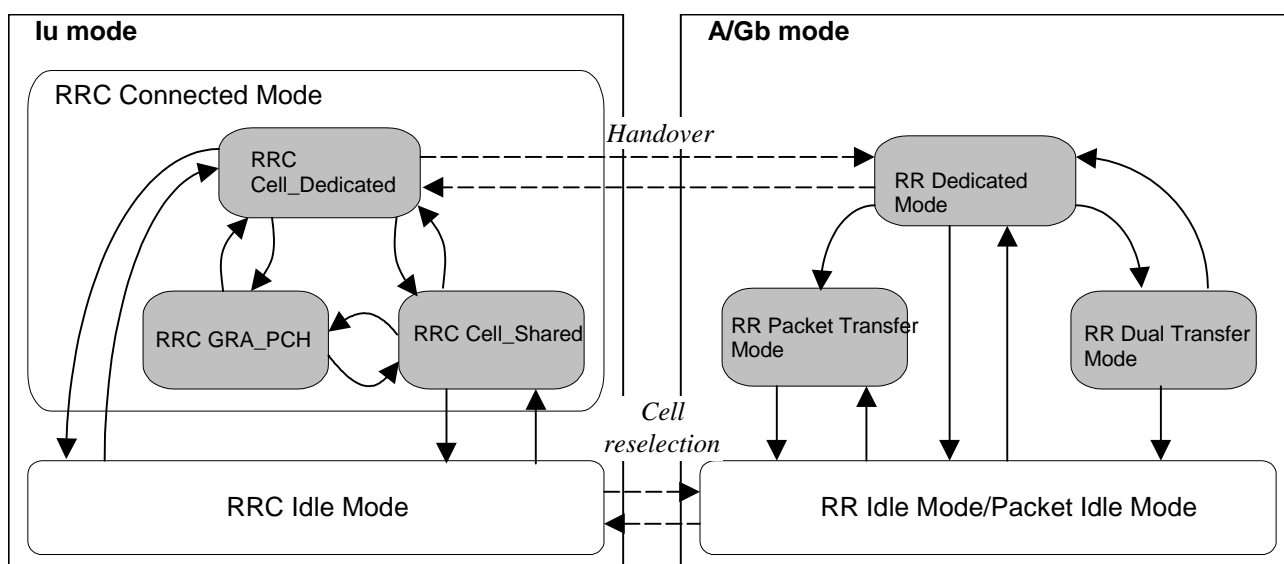 Iu mode
A/Gb mode
RRC Connected Mode
Handover
RRC
Cell_Dedicated
RR Dedicated
Mode
RRC GRA_PCH
RRC Cell_Shared
RR Packet Transfer
Mode
RR Dual Transfer
Mode
Cell
reselection
RRC Idle Mode
RR Idle Mode/Packet Idle Mode